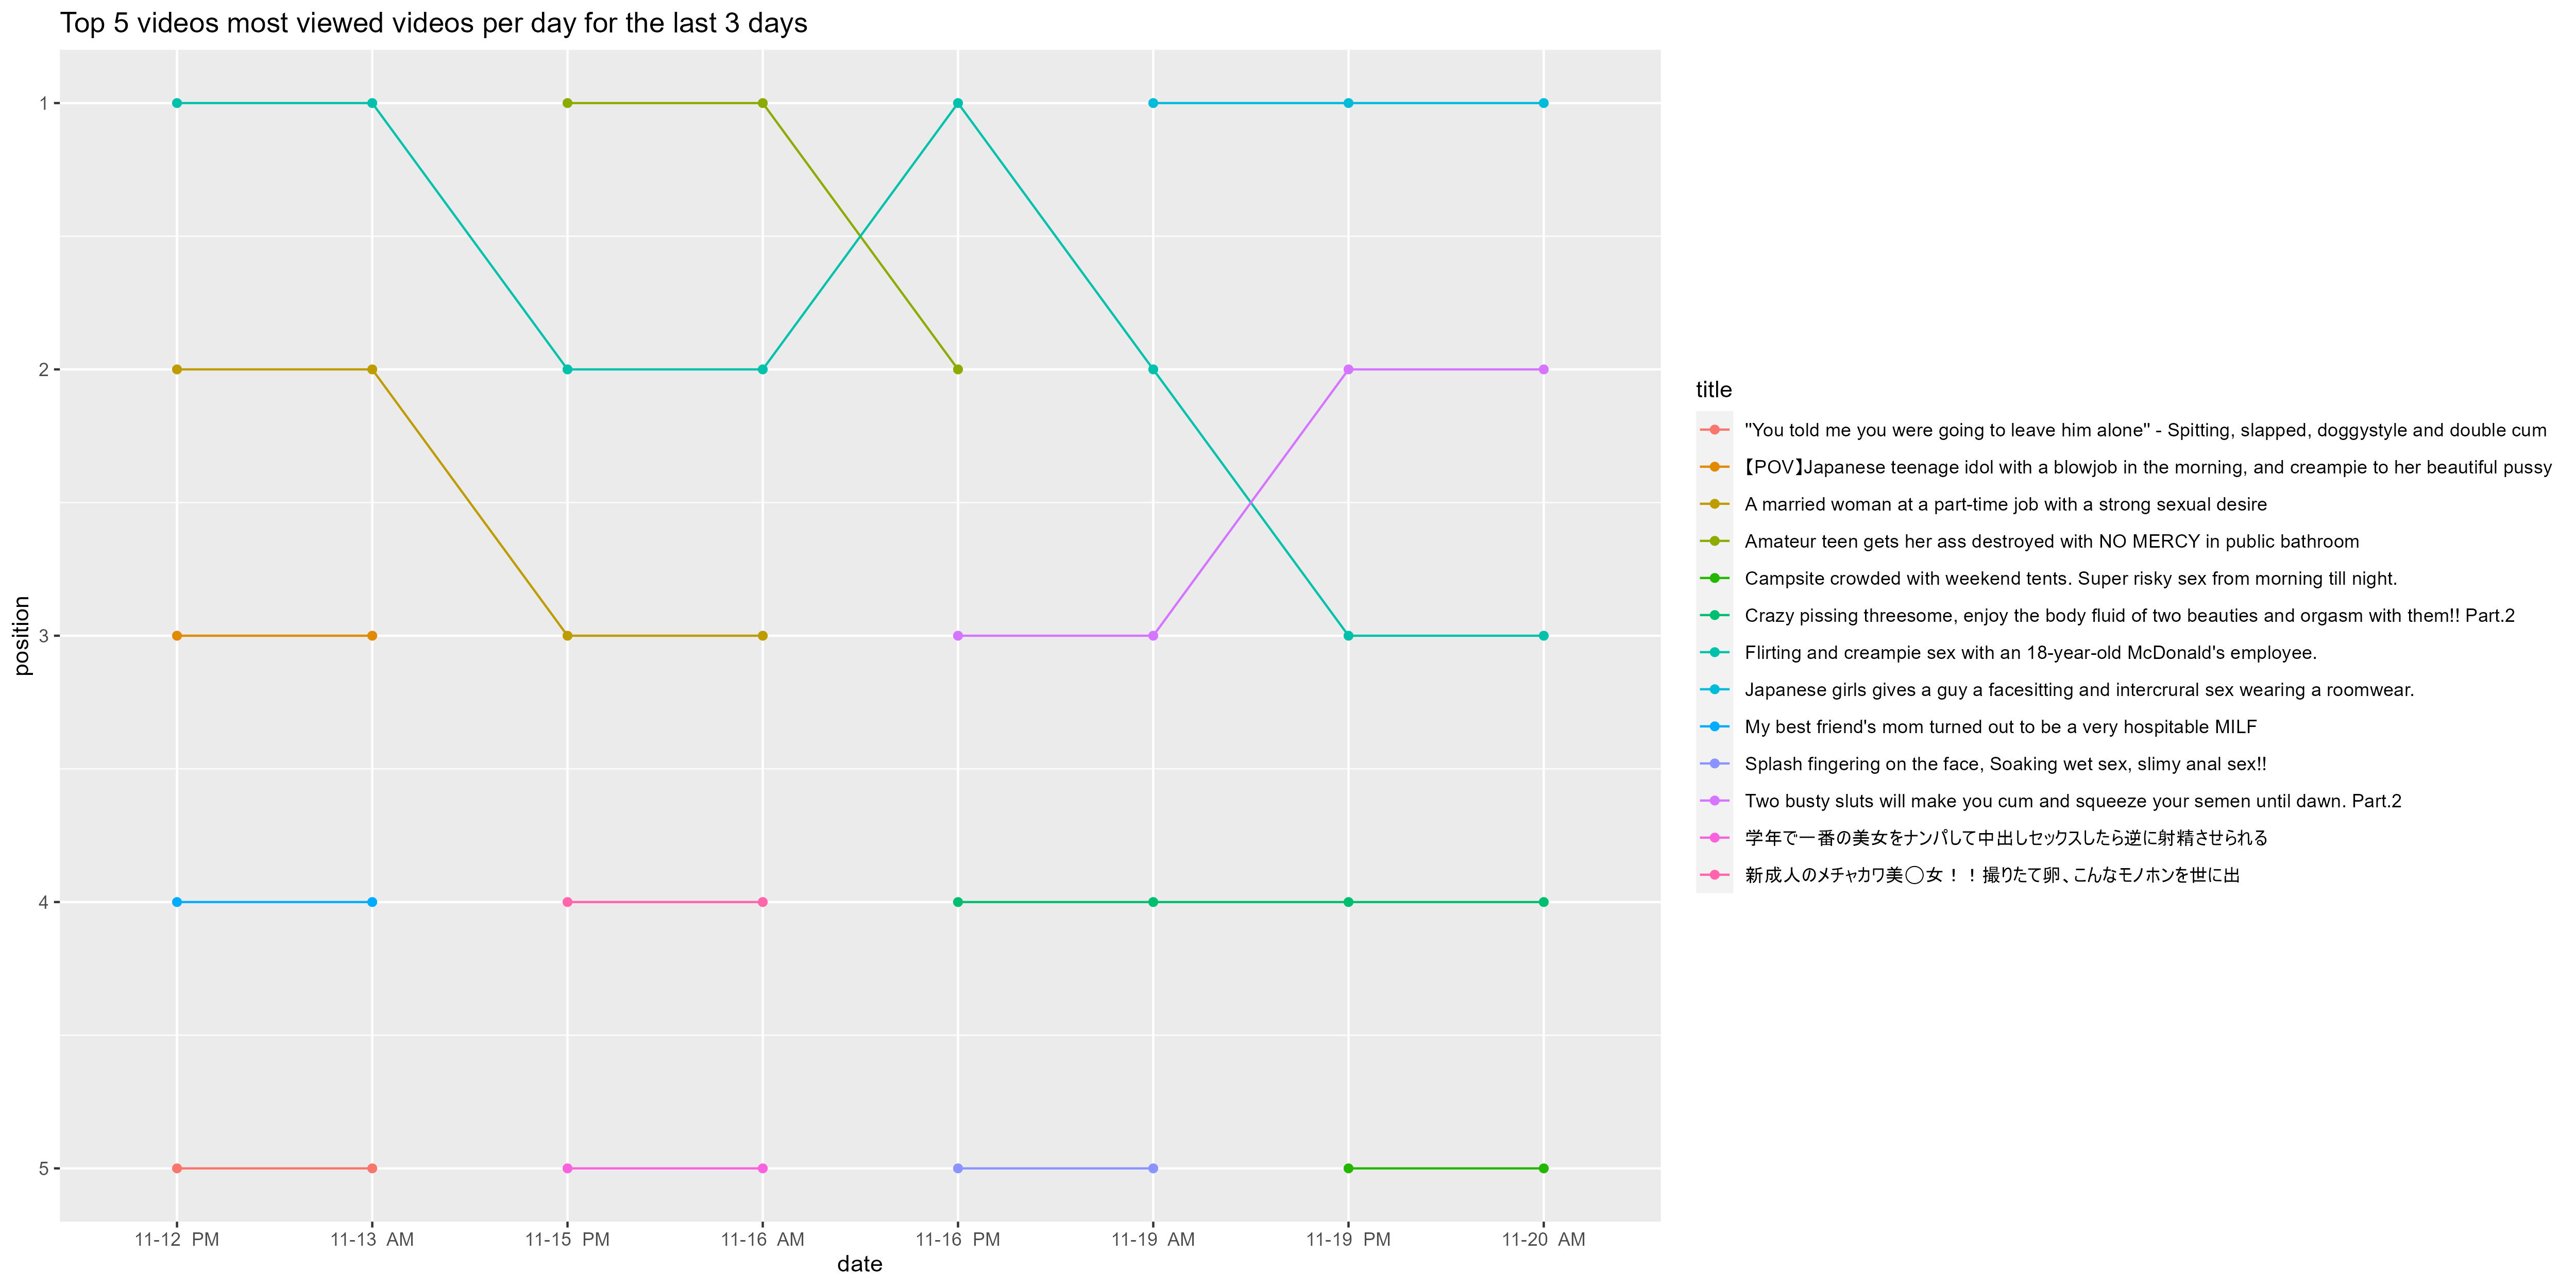 Top 5 videos most viewed videos per day for the last 3 days
position
1
2
3
4
5
11-12 PM
11-13 AM
11-15 PM
11-16 AM
11-16 PM
11-19 AM
11-19 PM
11-20 AM
date
title
"You told me you were going to leave him alone" - Spitting, slapped, doggystyle and double cum
【POV】Japanese teenage idol with a blowjob in the morning, and creampie to her beautiful pussy
A married woman at a part-time job with a strong sexual desire
Amateur teen gets her ass destroyed with NO MERCY in public bathroom
Campsite crowded with weekend tents. Super risky sex from morning till night.
Crazy pissing threesome, enjoy the body fluid of two beauties and orgasm with them!! Part.2
Flirting and creampie sex with an 18-year-old McDonald's employee.
Japanese girls gives a guy a facesitting and intercrural sex wearing a roomwear.
My best friend's mom turned out to be a very hospitable MILF
Splash fingering on the face, Soaking wet sex, slimy anal sex!!
Two busty sluts will make you cum and squeeze your semen until dawn. Part.2
学年で一番の美女をナンパして中出しセックスしたら逆に射精させられる
新成人のメチャカワ美◯女！！撮りたて卵、こんなモノホンを世に出